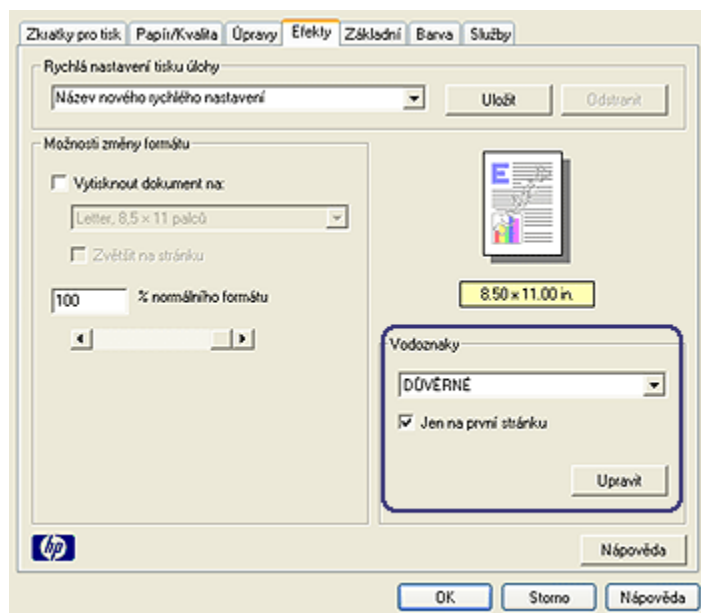 Zkratky pro tisk Papír/Kvalita Úpravy Efekty Základní Barva Služby
Rychlá nastavení tisku úlohy
Název nového rychlého nastavení Uložit Odstranit
Možnosti změny formátu
Vytisknout dokument na:
Letter, 8,5 × 11 palců
Zvětšit na stránku
100 % normálního formátu
E
8.50 × 11.00 in.
Vodoznaky
DŮVĚRNÉ
Jen na první stránku
Upravit
hp Nápověda
OK Storno Nápověda